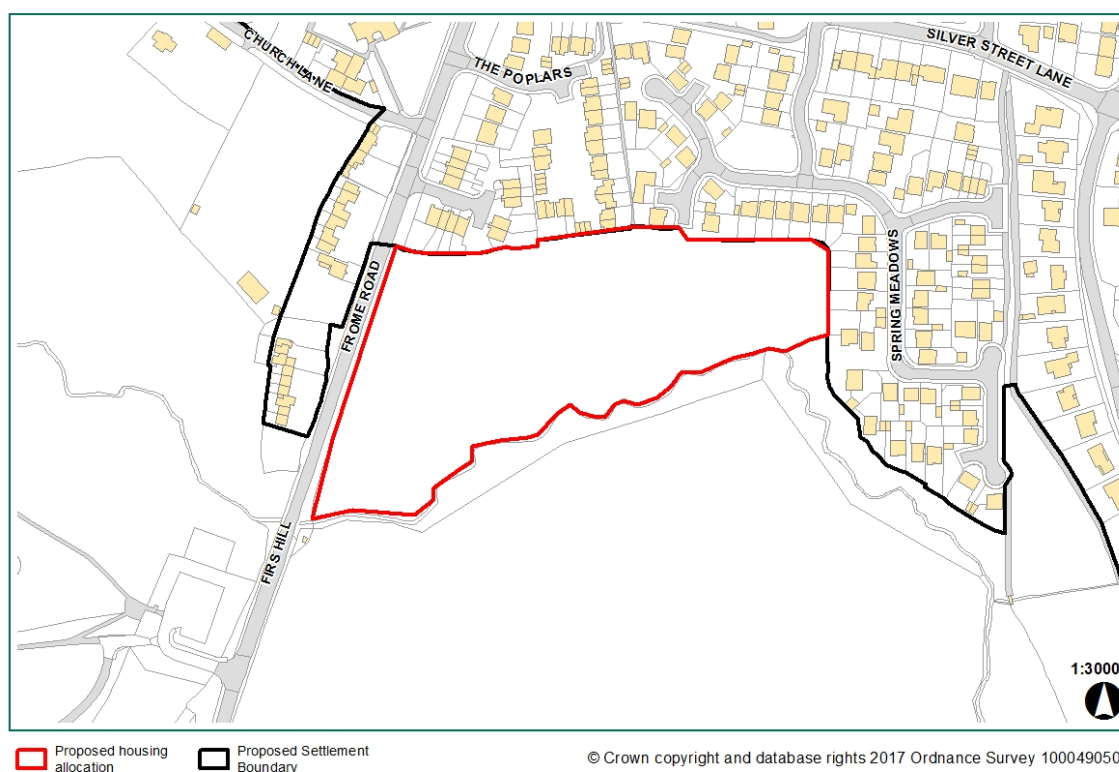 SILVER STREET LANE
CHURCH LANE
THE POPLARS
FROME ROAD
SPRING MEADOWS
FIRS HILL
1:3000
Proposed housing
allocation
Proposed Settlement
Boundary
© Crown copyright and database rights 2017 Ordnance Survey 100049050